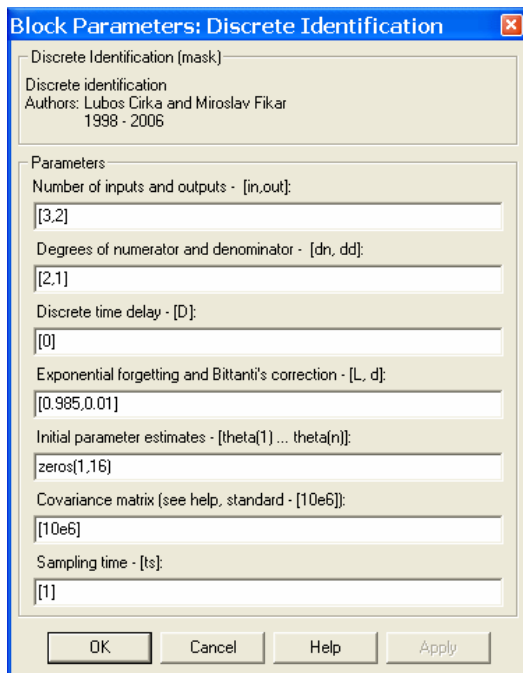 Block Parameters: Discrete Identification
Discrete Identification (mask)
Discrete identification
Authors: Lubos Cirka and Miroslav Fikar
1998 - 2006
Parameters
Number of inputs and outputs - [in,out]:
[3,2]
Degrees of numerator and denominator - [dn, dd]:
[2,1]
Discrete time delay - [D]:
[0]
Exponential forgetting and Bittanti's correction - [L, d]:
[0.985,0.01]
Initial parameter estimates - [theta(1) ... theta(n)]:
zeros(1,16)
Covariance matrix (see help, standard - [10e6]):
[10e6]
Sampling time - [ts]:
[1]
OK Cancel Help Apply